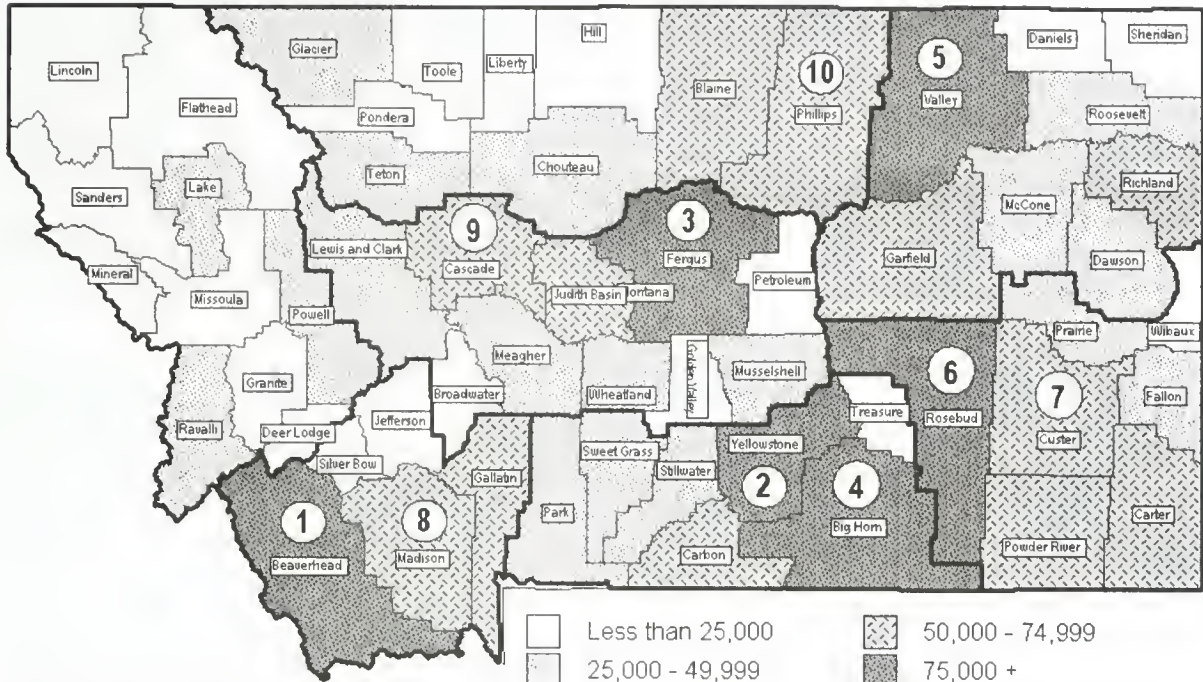 Lincoln
Flathead
Glacier
Toole
Liberty
Hill
Blaine
10
Phillips
5
Valley
Daniels
Sheridan
Roosevelt
Pondera
Teton
Chouteau
Richland
McCone
Sanders
Lake
Garfield
Dawson
Lewis and Clark
9
Cascade
3
Fergus
Petroleum
Mineral
Missoula
Powell
Judith Basin
ontana
Prairie
Wibaux
Meagher
Wheatland
Golden Valley
Musselshell
6
Rosebud
7
Custer
Fallon
Granite
Broadwater
Treasure
Ravalli
Deer Lodge
Jefferson
Silver Bow
Gallatin
Sweet Grass
Stillwater
Yellowstone
2
4
Big Horn
1
Beaverhead
8
Madison
Park
Carbon
Powder River
Carter
Less than 25,000
50,000 - 74,999
25,000 - 49,999
75,000 +